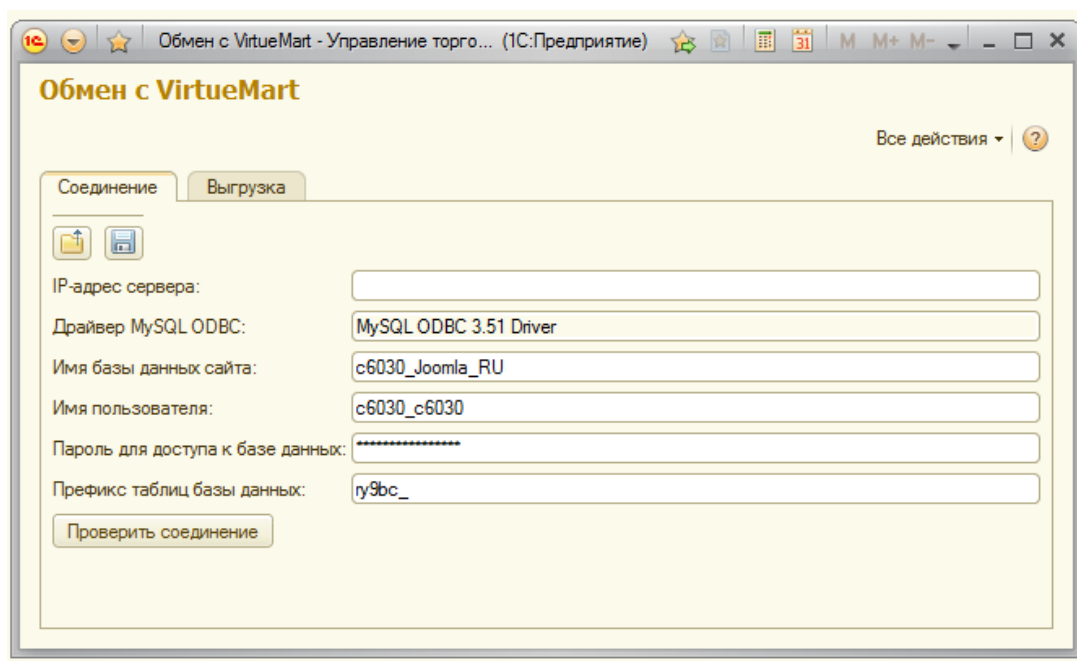 1С Обмен с VirtueMart - Управление торго... (1С:Предприятие) 31 M M+ M-
Обмен с VirtueMart
Все действия ?
Соединение Выгрузка
IP-адрес сервера:
Драйвер MySQL ODBC: MySQL ODBC 3.51 Driver
Имя базы данных сайта: c6030_Joomla_RU
Имя пользователя: c6030_c6030
Пароль для доступа к базе данных: ****************
Префикс таблиц базы данных: ry9bc_
Проверить соединение